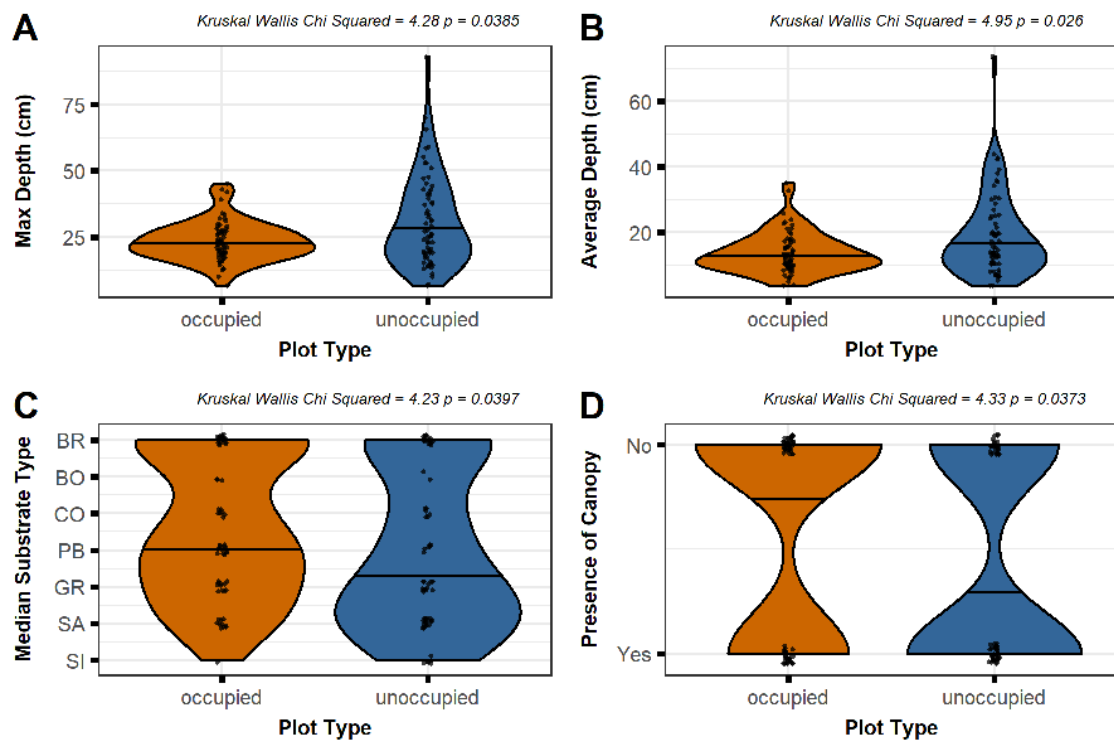 A
Kruskal Wallis Chi Squared = 4.28 p = 0.0385
Max Depth (cm)
75
50
25
occupied
unoccupied
Plot Type
B
Kruskal Wallis Chi Squared = 4.95 p = 0.026
Average Depth (cm)
60
40
20
occupied
unoccupied
Plot Type
C
Kruskal Wallis Chi Squared = 4.23 p = 0.0397
Median Substrate Type
BR
BO
CO
PB
GR
SA
SI
occupied
unoccupied
Plot Type
D
Kruskal Wallis Chi Squared = 4.33 p = 0.0373
Presence of Canopy
No
Yes
occupied
unoccupied
Plot Type